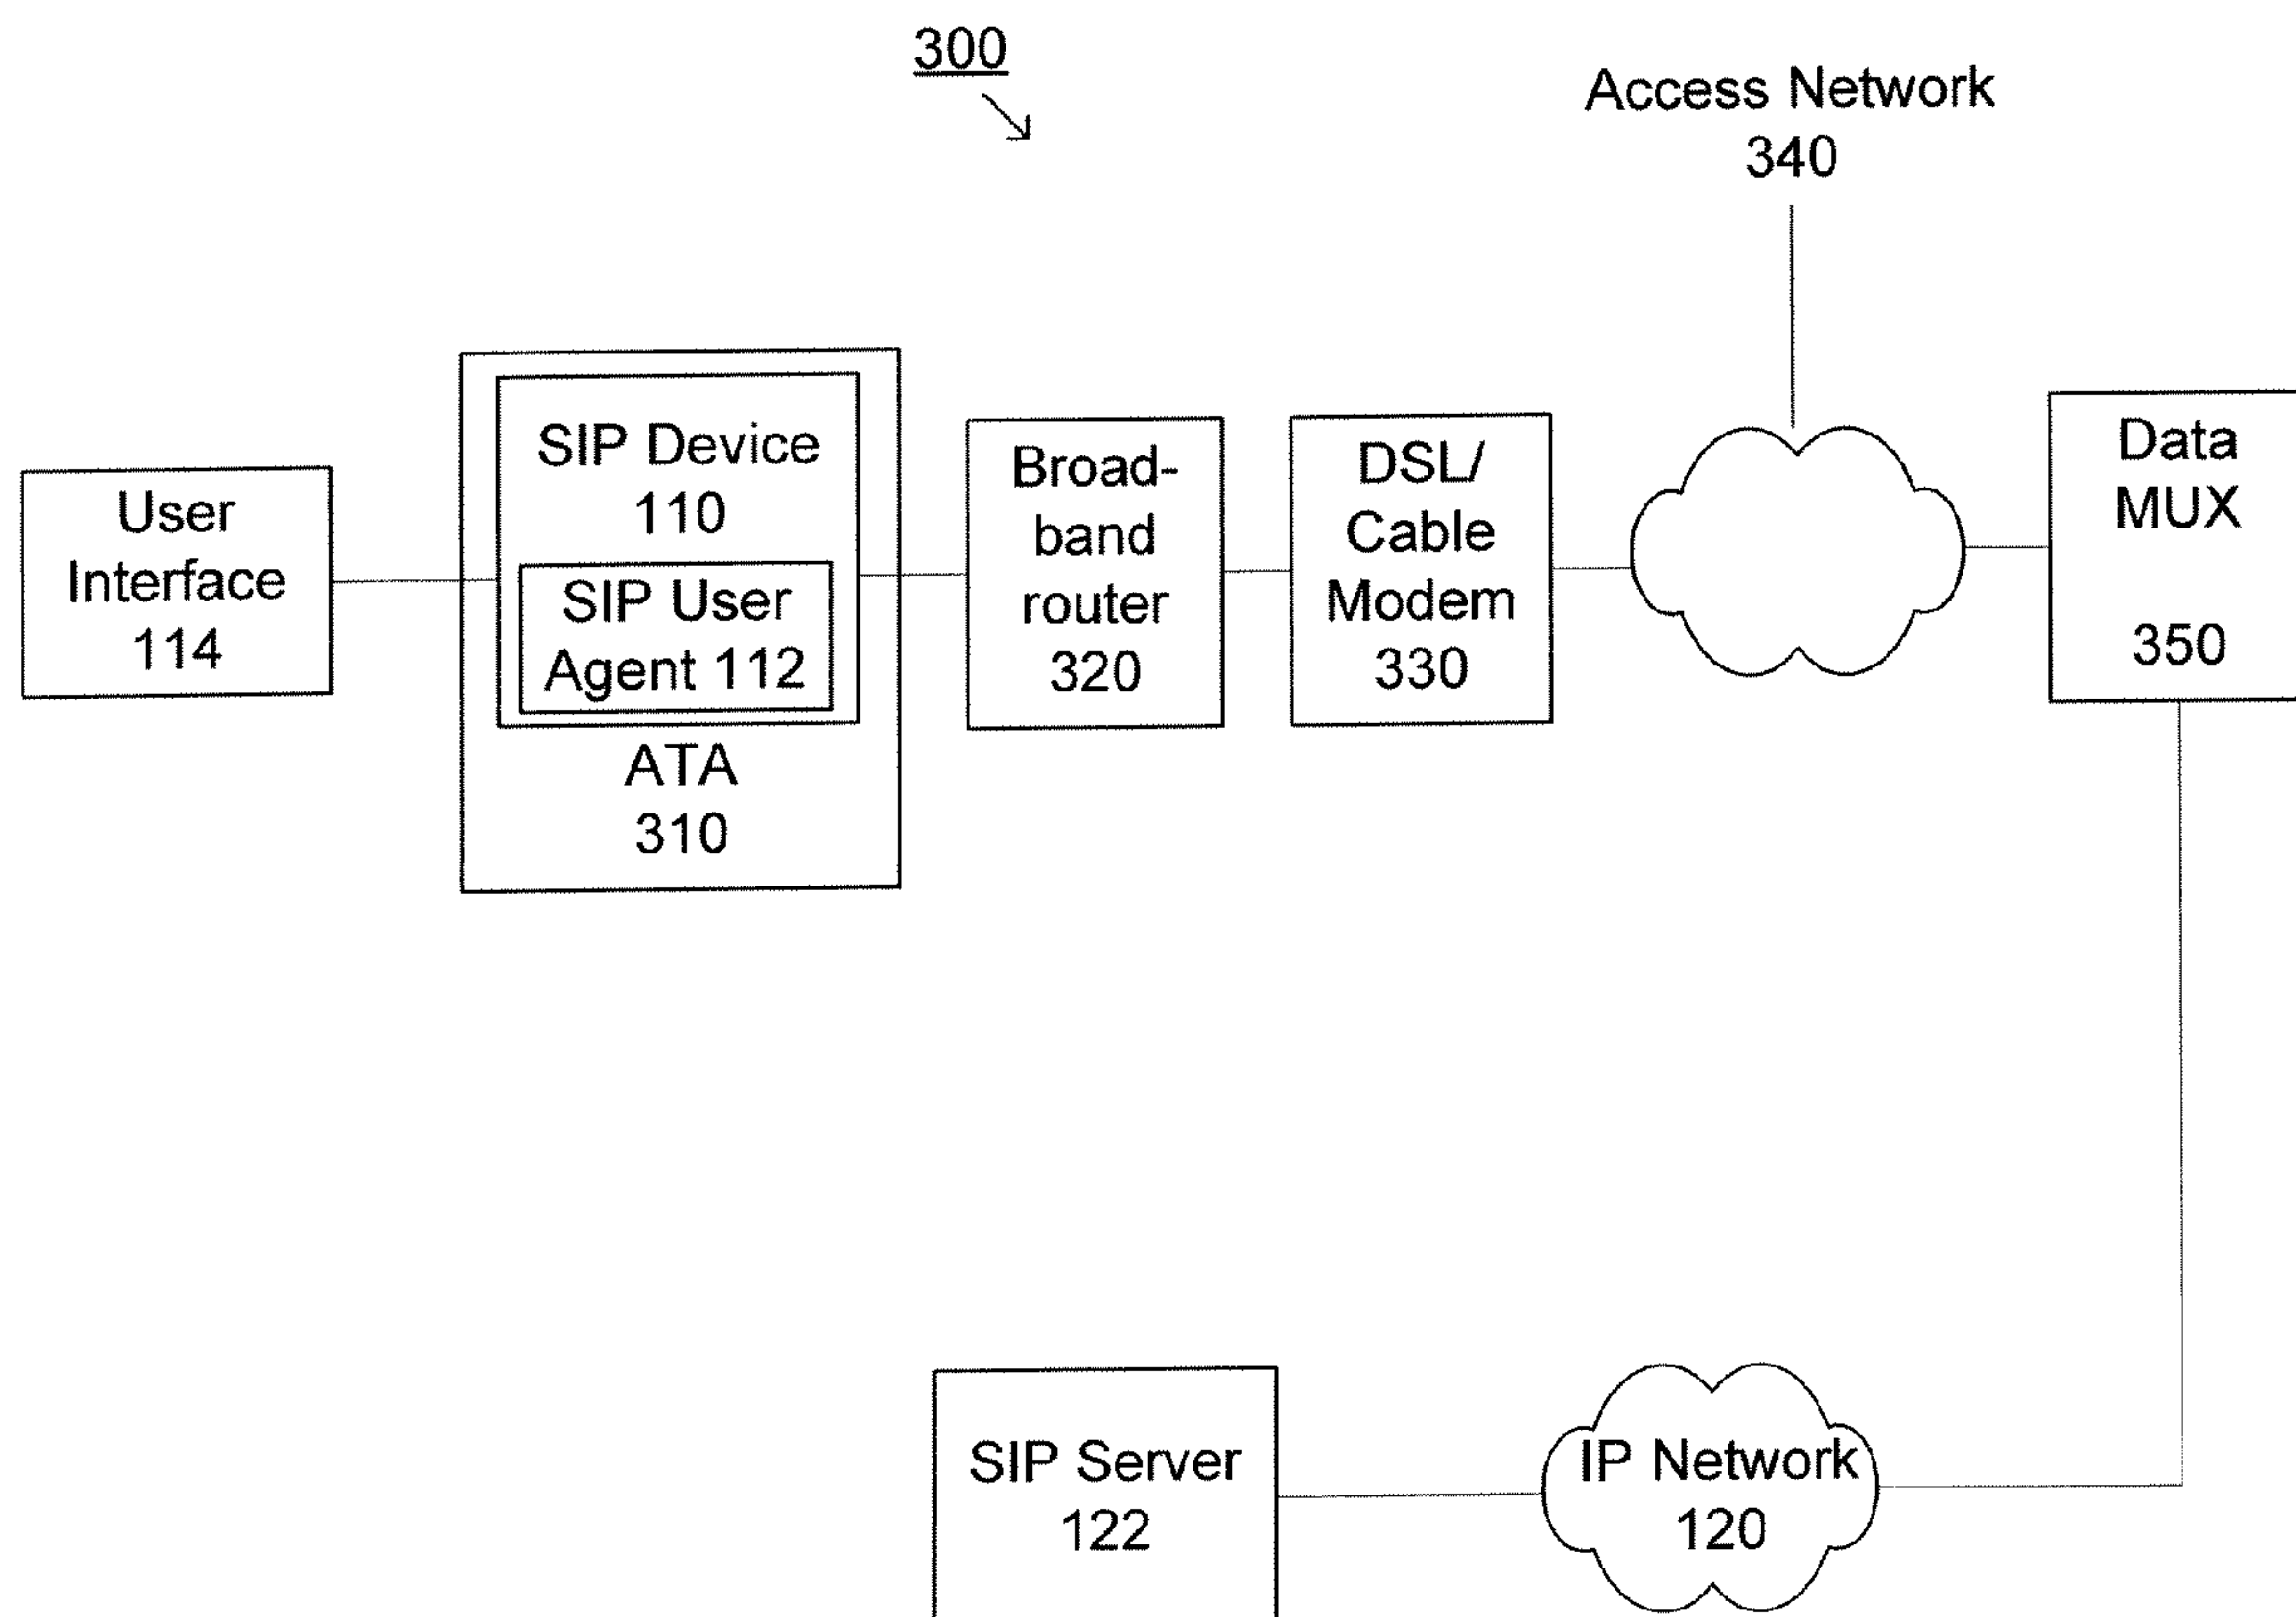 300
Access Network
340
User
Interface
114
SIP Device
110
SIP User
Agent 112
ATA
310
Broad-
band
router
320
DSL/
Cable
Modem
330
Data
MUX
350
SIP Server
122
IP Network
120